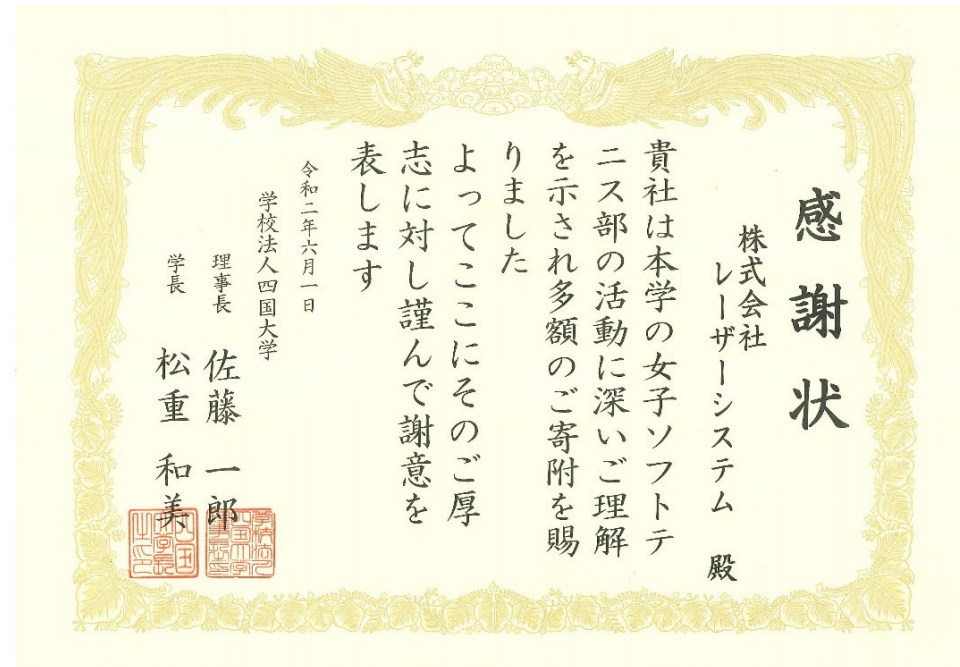 感謝状
株式会社
レーザーシステム 殿
貴社は本学の女子ソフトテ
ニス部の活動に深いご理解
を示され多額のご寄附を賜
りました
よってここにそのご厚
志に対し謹んで謝意を
表します
令和二年六月一日
学校法人四国大学
理事長 佐藤 一郎
学長 松重 和美